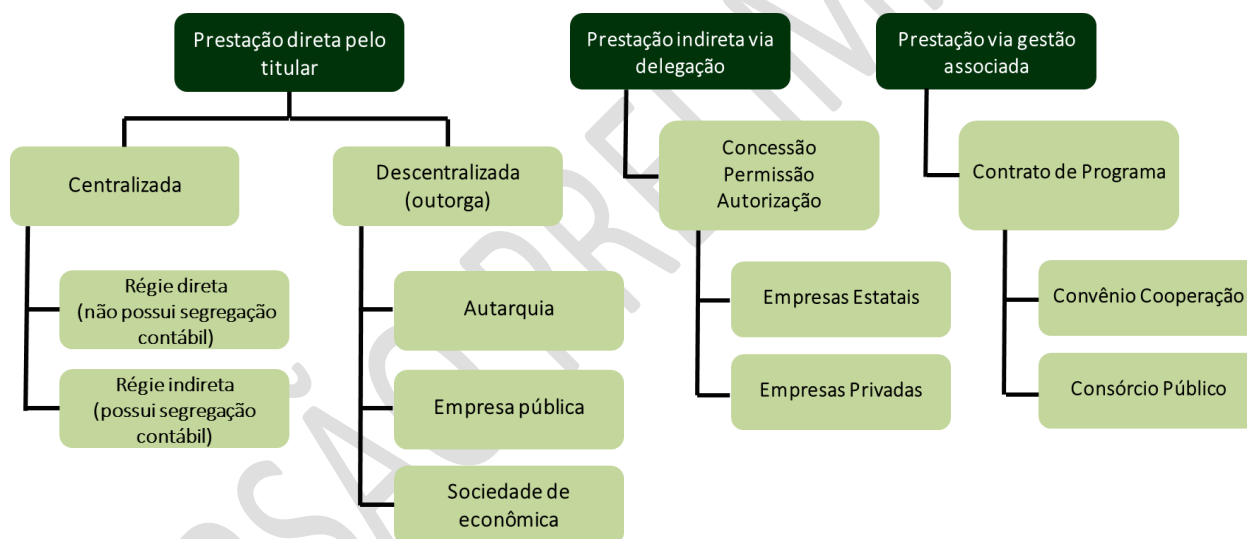 Prestação direta pelo
titular
Prestação indireta via
delegação
Prestação via gestão
associada
Centralizada
Descentralizada
(outorga)
Concessão
Permissão
Autorização
Contrato de Programa
Régie direta
(não possui segregação
contábil)
Autarquia
Empresas Estatais
Convênio Cooperação
Régie indireta
(possui segregação
contábil)
Empresa pública
Empresas Privadas
Consórcio Público
Sociedade de
econômica